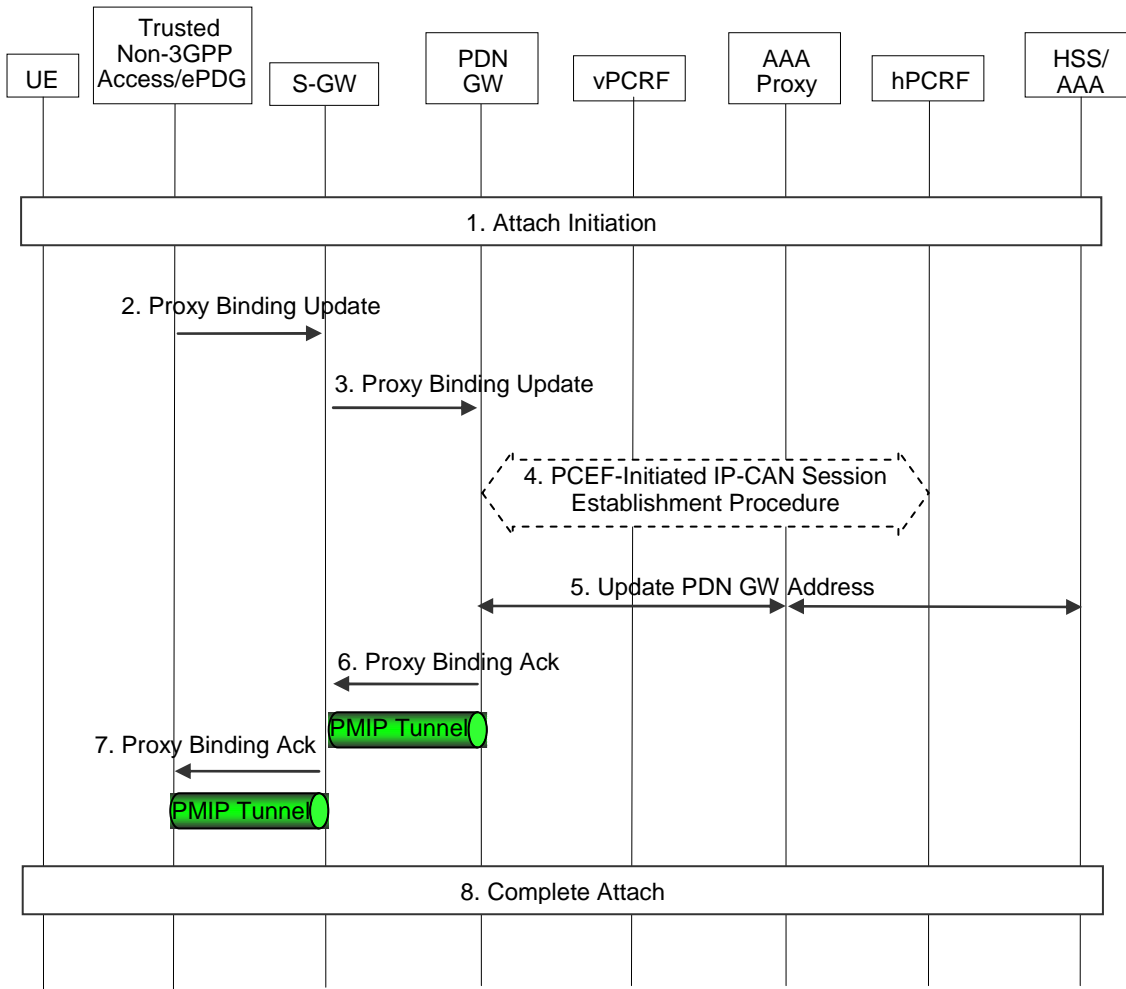 Trusted
Non-3GPP
Access/ePDG
UE
S-GW
PDN
GW
vPCRF
AAA
Proxy
hPCRF
HSS/
AAA
1. Attach Initiation
2. Proxy Binding Update
3. Proxy Binding Update
4. PCEF-Initiated IP-CAN Session
Establishment Procedure
5. Update PDN GW Address
6. Proxy Binding Ack
PMIP Tunnel
7. Proxy Binding Ack
PMIP Tunnel
8. Complete Attach